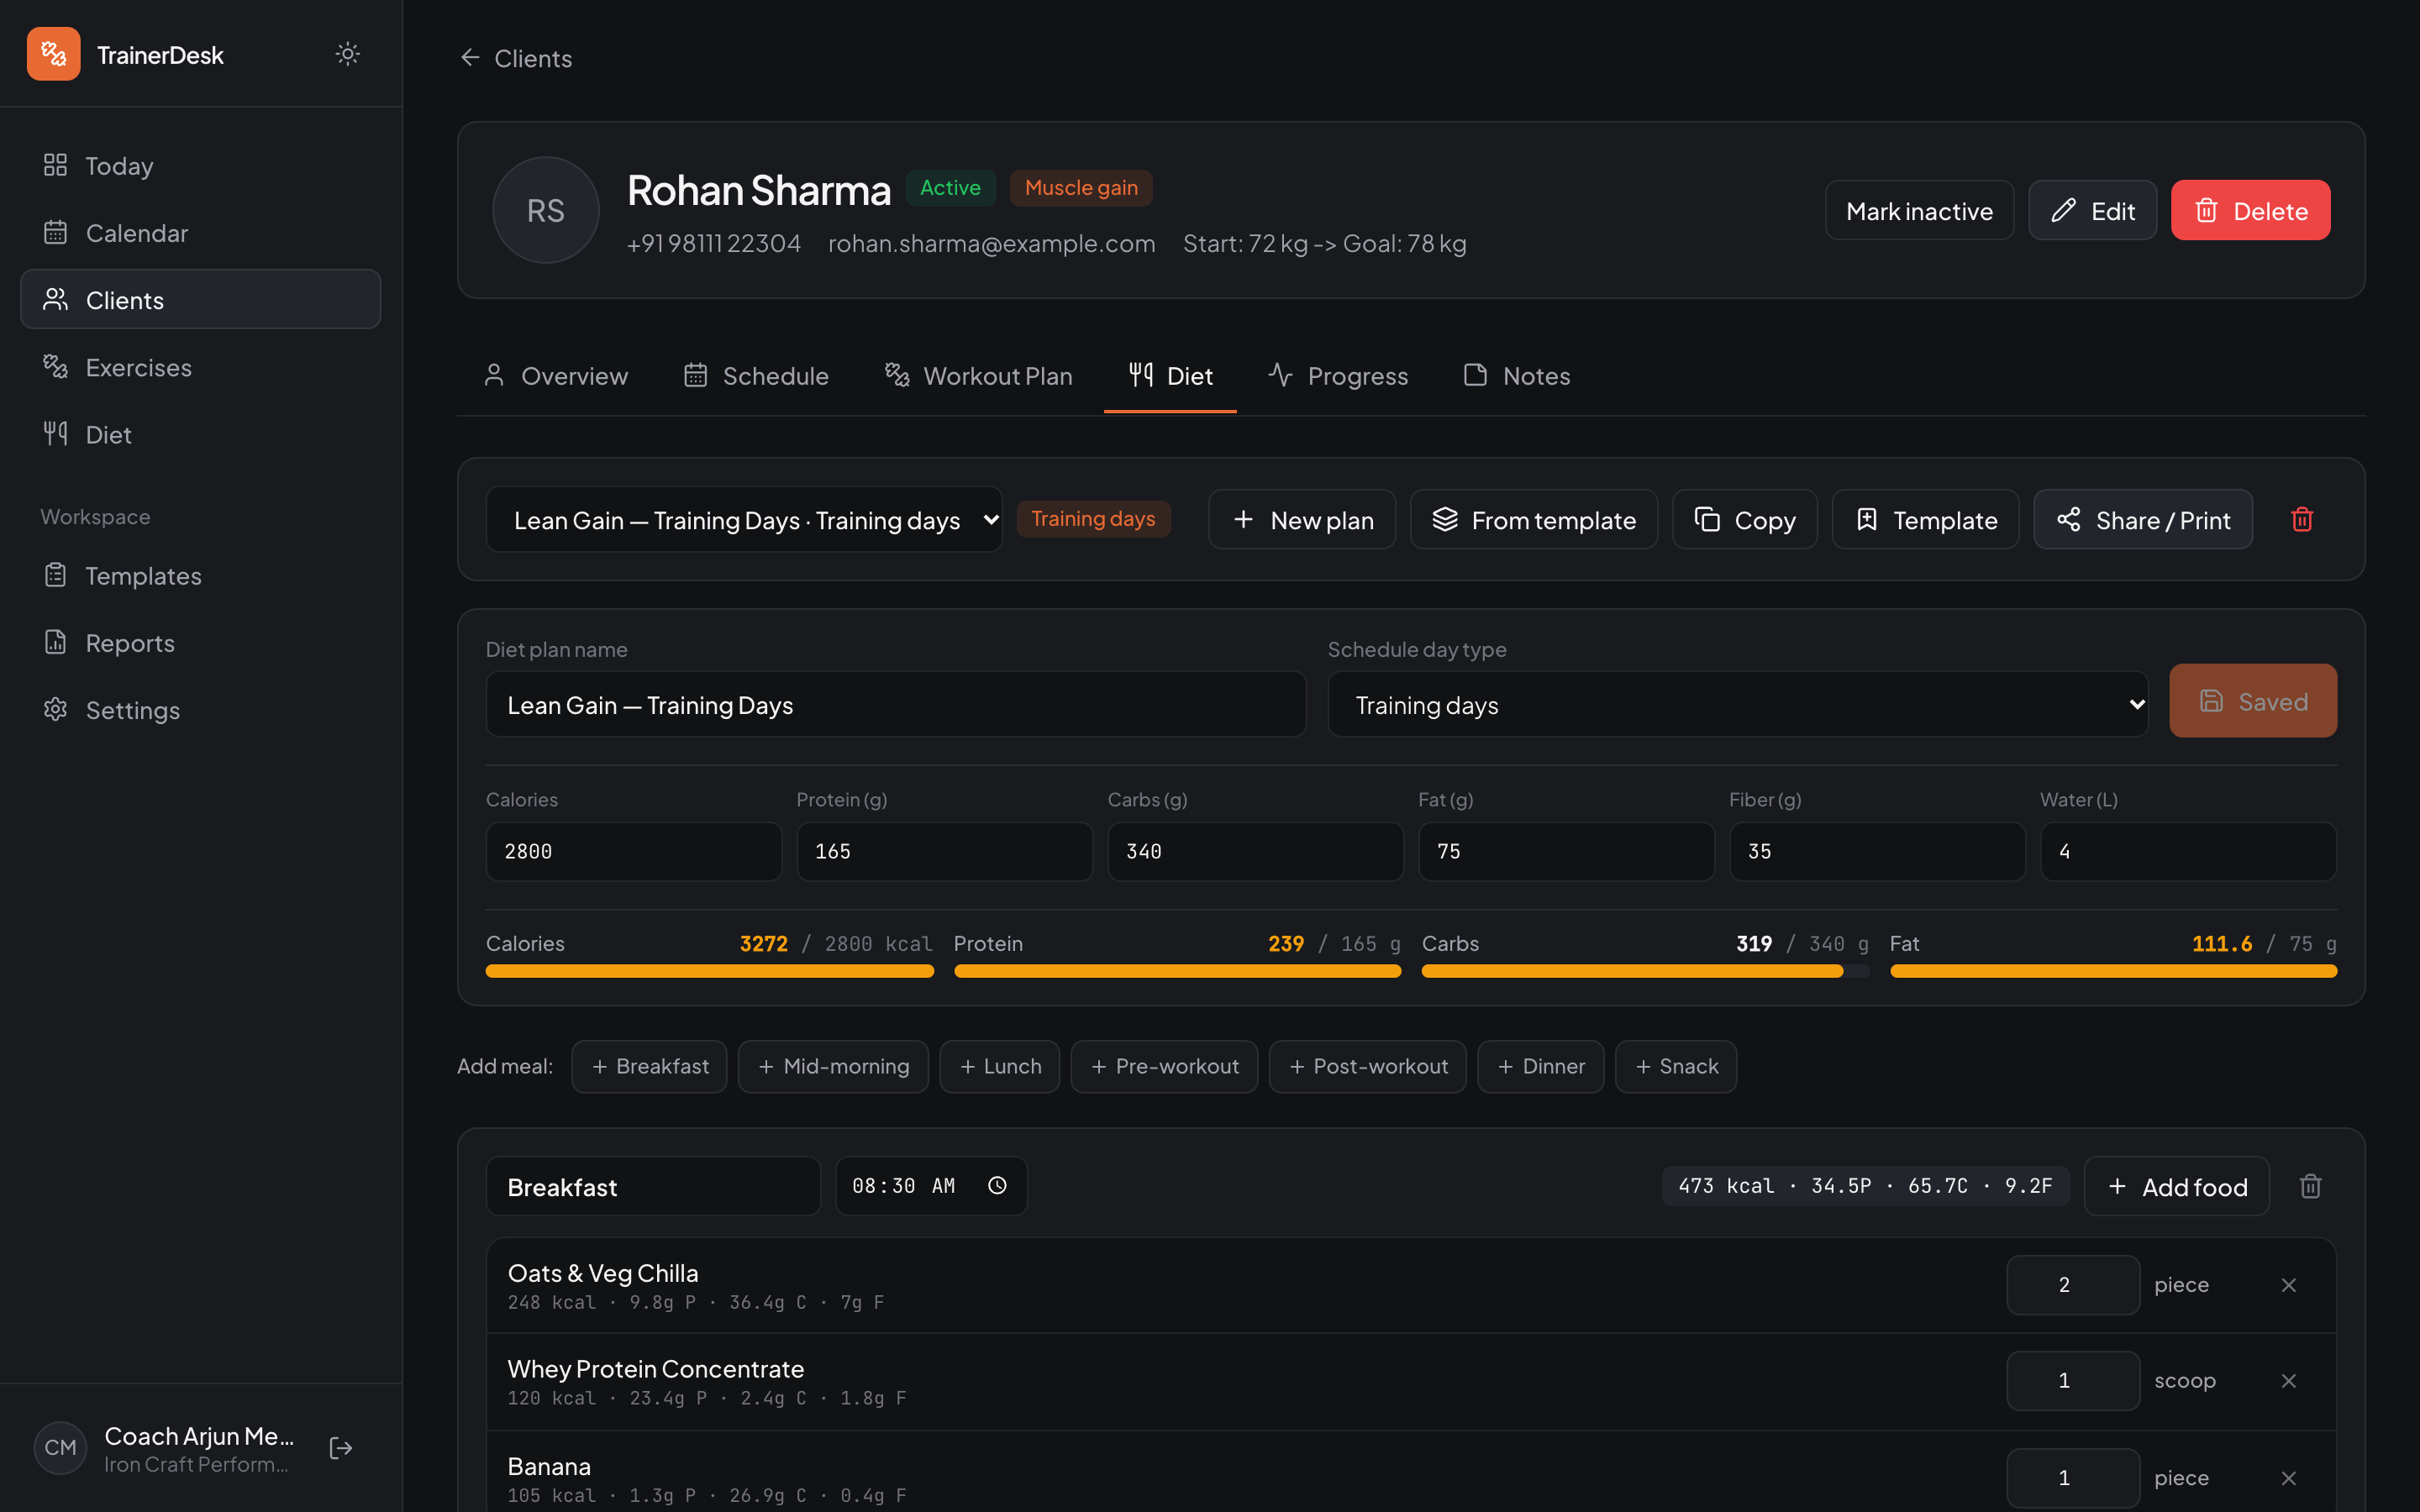 TrainerDesk
Today
Calendar
Clients
Exercises
Diet
Workspace
Templates
Reports
Settings
CM
Coach Arjun Me...
Iron Craft Perform...
Clients
RS
Rohan Sharma Active Muscle gain
+91 98111 22304 rohan.sharma@example.com Start: 72 kg -> Goal: 78 kg
Mark inactive Edit Delete
Overview Schedule Workout Plan Diet Progress Notes
Lean Gain — Training Days · Training days Training days + New plan From template Copy Template Share / Print
Diet plan name Schedule day type
Lean Gain — Training Days Training days Saved
Calories Protein (g) Carbs (g) Fat (g) Fiber (g) Water (L)
2800 165 340 75 35 4
Calories 3272 / 2800 kcal Protein 239 / 165 g Carbs 319 / 340 g Fat 111.6 / 75 g
Add meal: + Breakfast + Mid-morning + Lunch + Pre-workout + Post-workout + Dinner + Snack
Breakfast 08:30 AM 473 kcal · 34.5P · 65.7C · 9.2F + Add food
Oats & Veg Chilla
248 kcal · 9.8g P · 36.4g C · 7g F
2 piece
Whey Protein Concentrate
120 kcal · 23.4g P · 2.4g C · 1.8g F
1 scoop
Banana
105 kcal · 1.3g P · 26.9g C · 0.4g F
1 piece